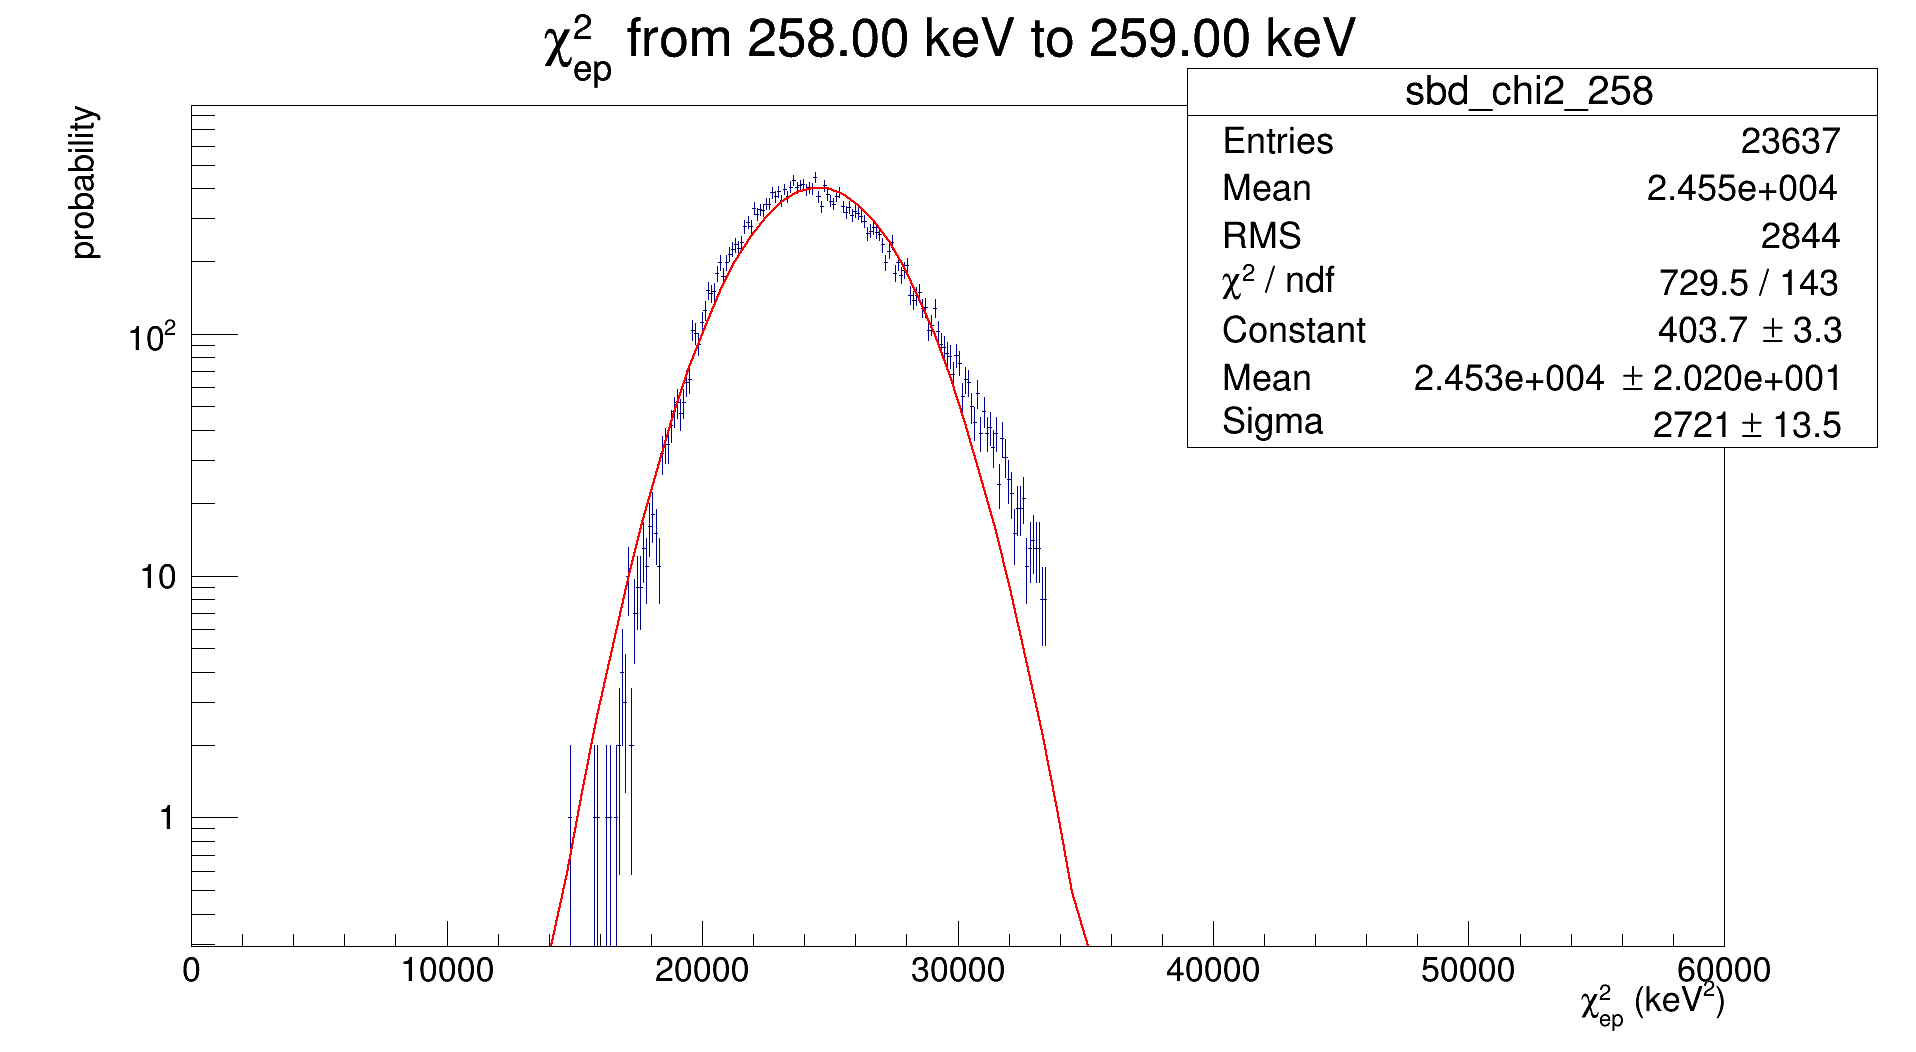 χ²ep from 258.00 keV to 259.00 keV
sbd_chi2_258
Entries 23637
Mean 2.455e+004
RMS 2844
χ² / ndf 729.5 / 143
Constant 403.7 ± 3.3
Mean 2.453e+004 ± 2.020e+001
Sigma 2721 ± 13.5
probability
10²
10
1
0 10000 20000 30000 40000 50000 60000
χ²ep (keV²)